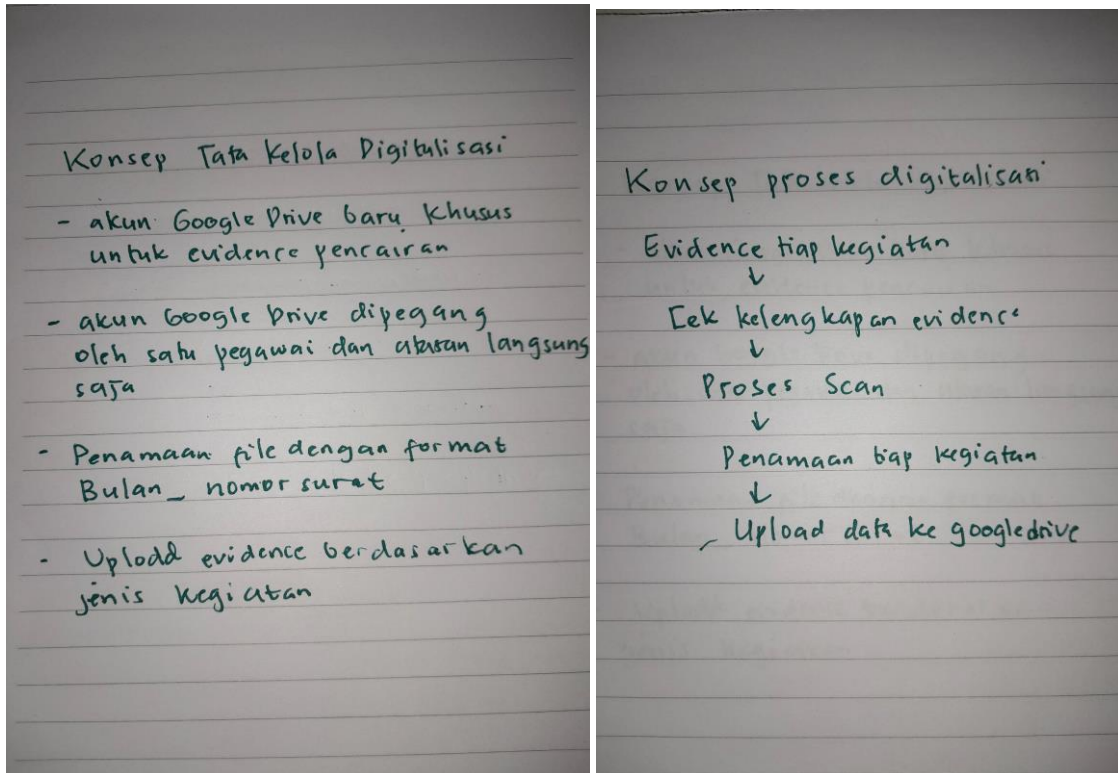 Konsep Tata Kelola Digitalisasi
- akun Google Drive baru khusus
untuk evidence pencairan
- akun Google Drive dipegang
oleh satu pegawai dan atasan langsung
saja
- Penamaan file dengan format
Bulan_ nomor surat
- Upload evidence berdasarkan
jenis kegiatan
Konsep proses digitalisasi
Evidence tiap kegiatan
↓
Cek kelengkapan evidence
↓
Proses Scan
↓
Penamaan tiap kegiatan
↓
Upload data ke googledrive